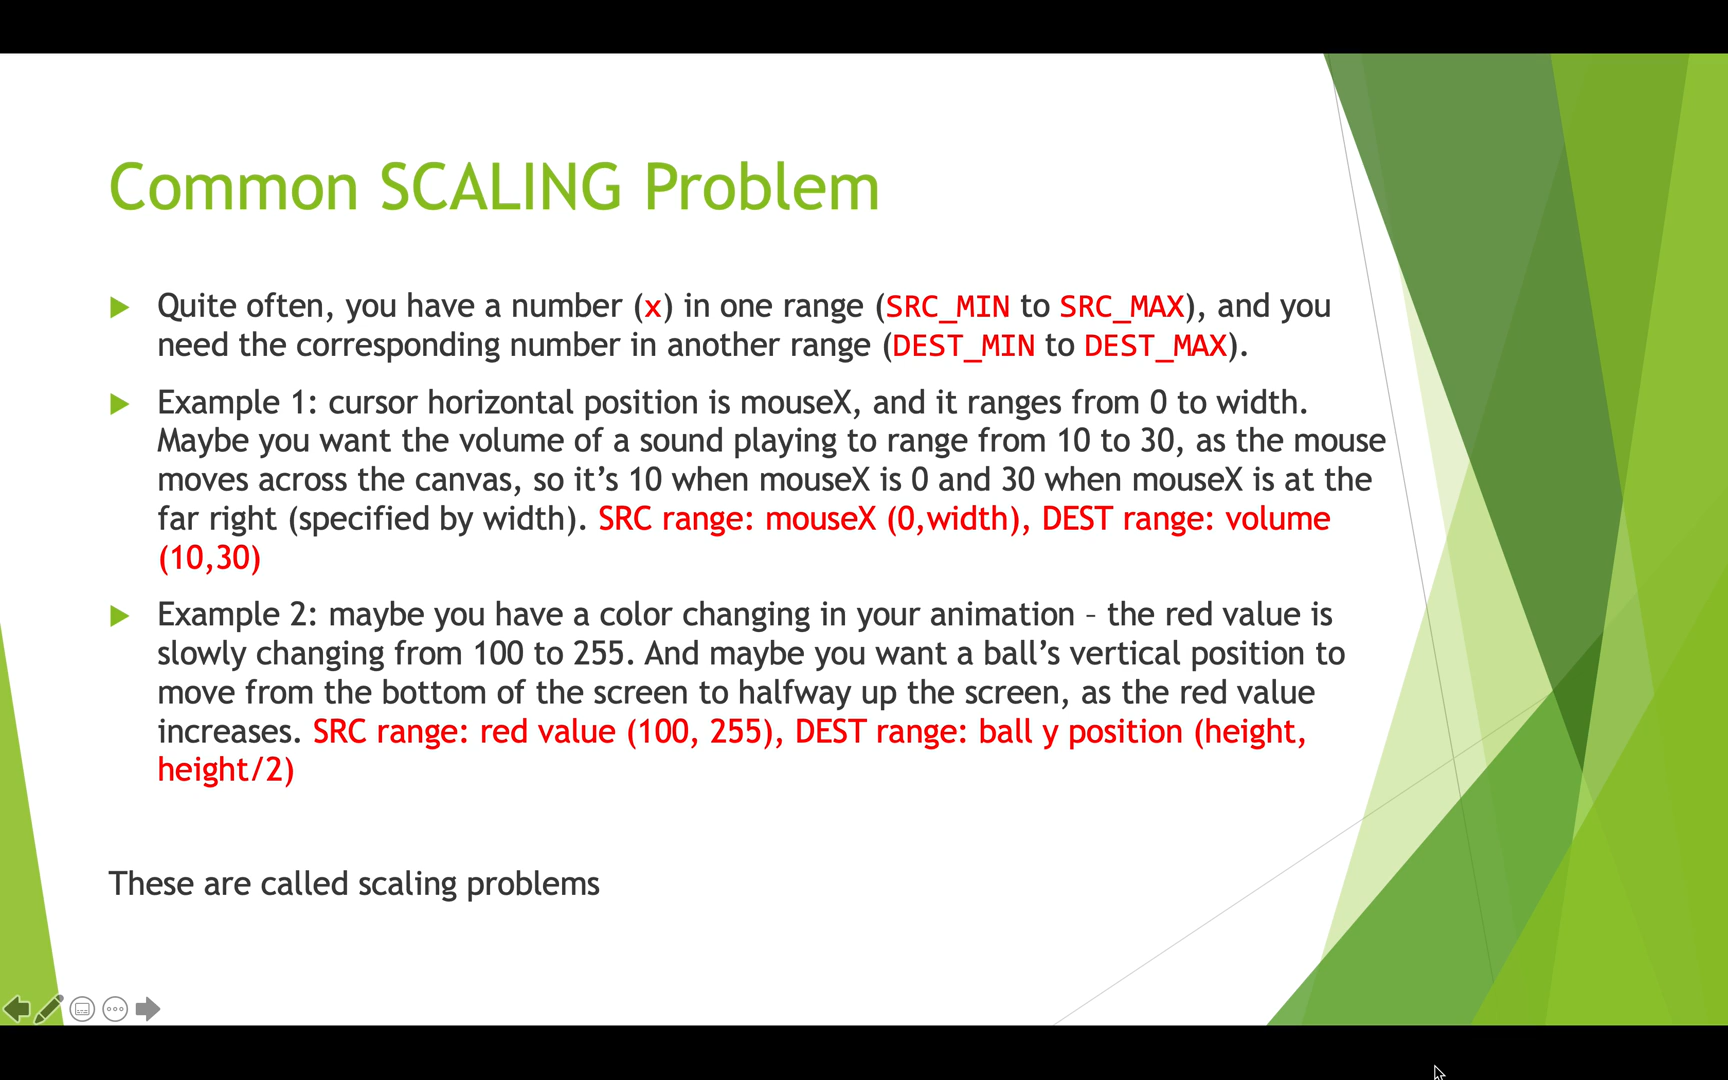 Common SCALING Problem
Quite often, you have a number (x) in one range (SRC_MIN to SRC_MAX), and you
need the corresponding number in another range (DEST_MIN to DEST_MAX).
Example 1: cursor horizontal position is mouseX, and it ranges from 0 to width.
Maybe you want the volume of a sound playing to range from 10 to 30, as the mouse
moves across the canvas, so it’s 10 when mouseX is 0 and 30 when mouseX is at the
far right (specified by width). SRC range: mouseX (0,width), DEST range: volume
(10,30)
Example 2: maybe you have a color changing in your animation – the red value is
slowly changing from 100 to 255. And maybe you want a ball’s vertical position to
move from the bottom of the screen to halfway up the screen, as the red value
increases. SRC range: red value (100, 255), DEST range: ball y position (height,
height/2)
These are called scaling problems